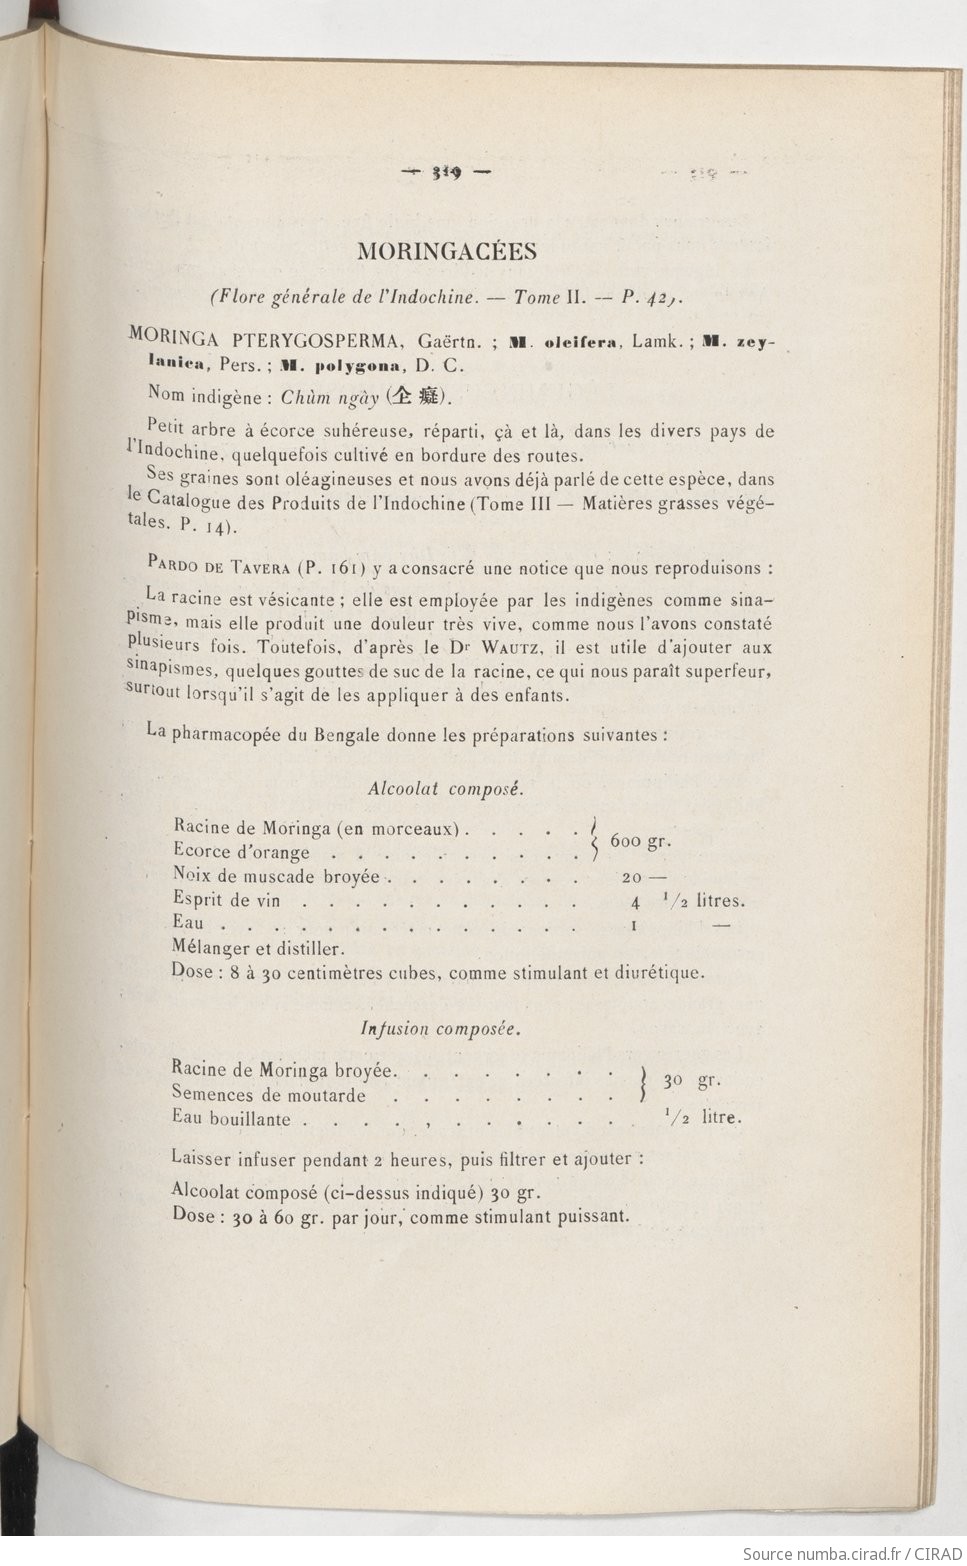 — 319 —
MORINGACÉES
(Flore générale de l'Indochine. — Tome II. — P. 42).
MORINGA PTERYGOSPERMA, Gaërtn. ; M. oleifera, Lamk. ; M. zey-
lanica, Pers. ; M. polygona, D. C.
Nom indigène : Chùm ngây (仝 癡).
Petit arbre à écorce suhéreuse, réparti, çà et là, dans les divers pays de
l'Indochine, quelquefois cultivé en bordure des routes.
Ses graines sont oléagineuses et nous avons déjà parlé de cette espèce, dans
le Catalogue des Produits de l'Indochine (Tome III — Matières grasses végé-
tales. P. 14).
PARDO DE TAVERA (P. 161) y a consacré une notice que nous reproduisons :
La racine est vésicante ; elle est employée par les indigènes comme sina-
pisme, mais elle produit une douleur très vive, comme nous l'avons constaté
plusieurs fois. Toutefois, d'après le Dr WAUTZ, il est utile d'ajouter aux
sinapismes, quelques gouttes de suc de la racine, ce qui nous paraît superfeur,
surtout lorsqu'il s'agit de les appliquer à des enfants.
La pharmacopée du Bengale donne les préparations suivantes :
Alcoolat composé.
Racine de Moringa (en morceaux) . . . . .
Ecorce d'orange . . . . . . . . . . } 600 gr.
Noix de muscade broyée . . . . . . . . 20 —
Esprit de vin . . . . . . . . . . . 4 1/2 litres.
Eau . . . . . . . . . . . . . . 1 —
Mélanger et distiller.
Dose : 8 à 30 centimètres cubes, comme stimulant et diurétique.
Infusion composée.
Racine de Moringa broyée. . . . . . . .
Semences de moutarde . . . . . . . . } 30 gr.
Eau bouillante . . . . , . . . . . . 1/2 litre.
Laisser infuser pendant 2 heures, puis filtrer et ajouter :
Alcoolat composé (ci-dessus indiqué) 30 gr.
Dose : 30 à 60 gr. par jour, comme stimulant puissant.
Source numba.cirad.fr / CIRAD